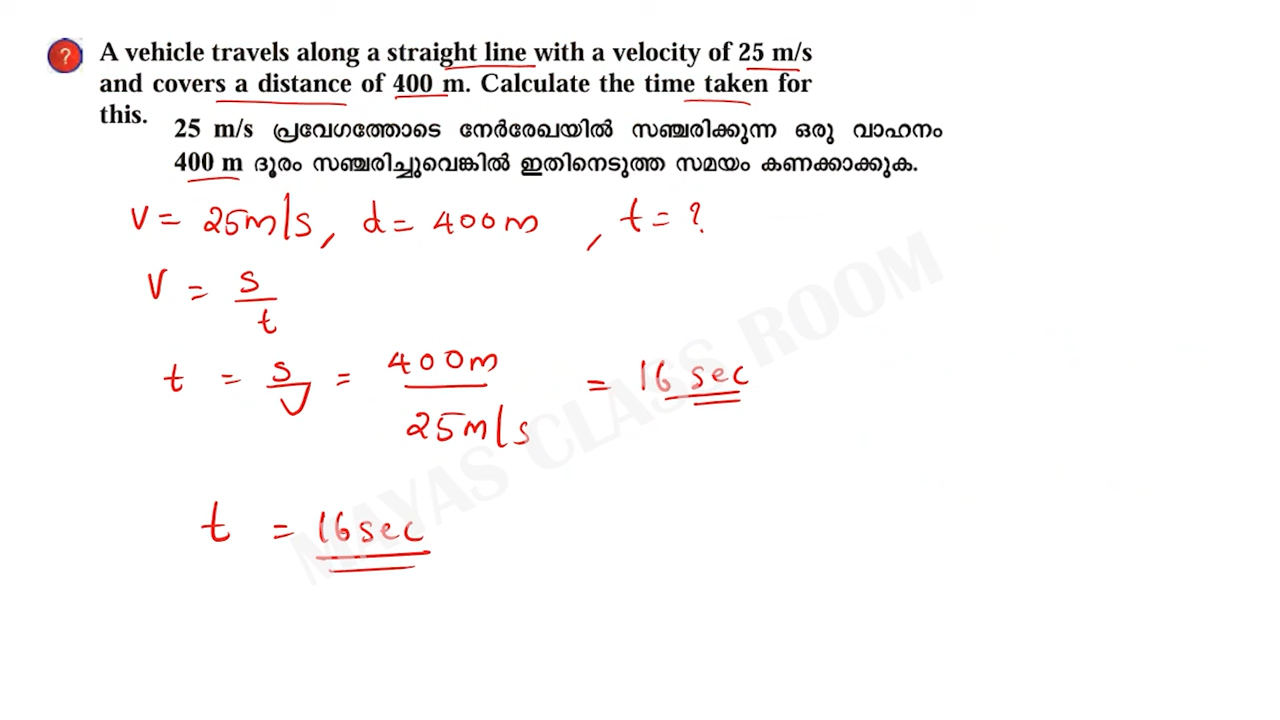 ?
A vehicle travels along a straight line with a velocity of 25 m/s
and covers a distance of 400 m. Calculate the time taken for
this.
25 m/s പ്രവേഗത്തോടെ നേർരേഖയിൽ സഞ്ചരിക്കുന്ന ഒരു വാഹനം
400 m ദൂരം സഞ്ചരിച്ചുവെങ്കിൽ ഇതിനെടുത്ത സമയം കണക്കാക്കുക.
V = 25m/s, d = 400m, t = ?
V = s/t
t = s/v = 400m / 25m/s = 16 sec
t = 16sec
MAYAS CLASS ROOM